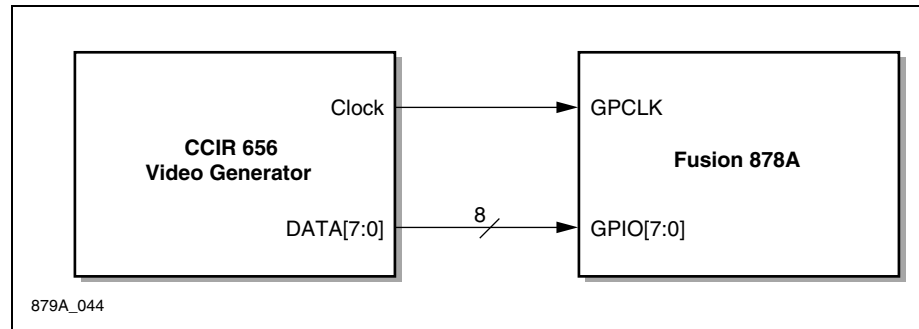 Clock
GPCLK
CCIR 656
Video Generator
Fusion 878A
8
DATA[7:0]
GPIO[7:0]
879A_044